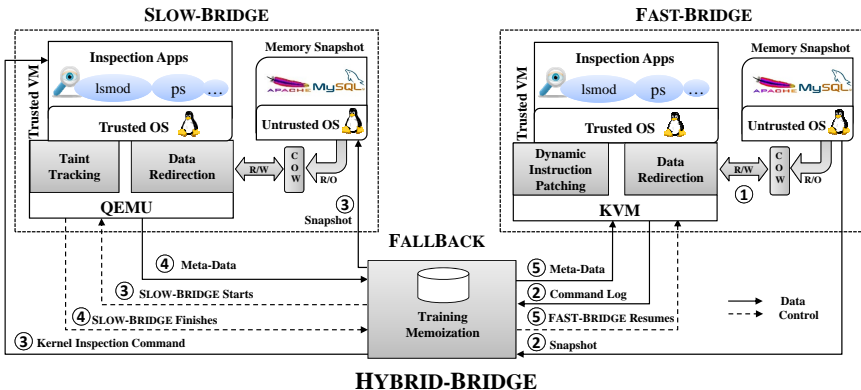 SLOW-BRIDGE
Trusted VM
Inspection Apps
lsmod
ps
...
Trusted OS
Taint
Tracking
Data
Redirection
QEMU
Memory Snapshot
APACHE
MySQL
Untrusted OS
R/W
COW
R/O
③
Snapshot
FAST-BRIDGE
Trusted VM
Inspection Apps
lsmod
ps
...
Trusted OS
Dynamic
Instruction
Patching
Data
Redirection
KVM
Memory Snapshot
APACHE
MySQL
Untrusted OS
R/W
①
COW
R/O
FALLBACK
Training
Memoization
④ Meta-Data
③ SLOW-BRIDGE Starts
④ SLOW-BRIDGE Finishes
③ Kernel Inspection Command
⑤ Meta-Data
② Command Log
⑤ FAST-BRIDGE Resumes
② Snapshot
Data
Control
HYBRID-BRIDGE